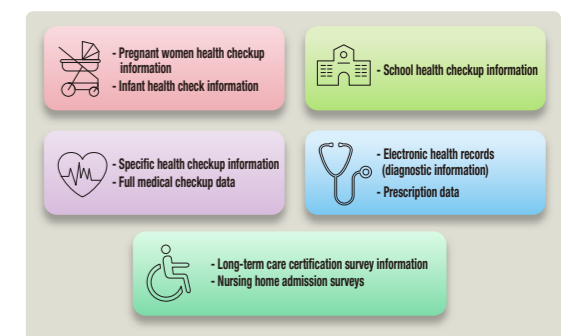 - Pregnant women health checkup
information
- Infant health check information
- School health checkup information
- Specific health checkup information
- Full medical checkup data
- Electronic health records
(diagnostic information)
- Prescription data
- Long-term care certification survey information
- Nursing home admission surveys